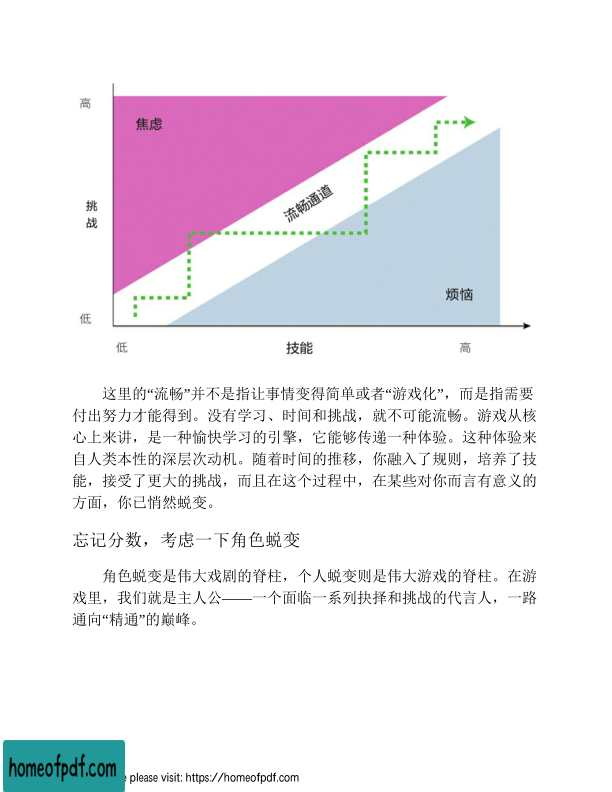 高
焦虑
流畅通道
挑
战
烦恼
低
低
技能
高
这里的“流畅”并不是指让事情变得简单或者“游戏化”，而是指需要
付出努力才能得到。没有学习、时间和挑战，就不可能流畅。游戏从核
心上来讲，是一种愉快学习的引擎，它能够传递一种体验。这种体验来
自人类本性的深层次动机。随着时间的推移，你融入了规则，培养了技
能，接受了更大的挑战，而且在这个过程中，在某些对你而言有意义的
方面，你已悄然蜕变。
忘记分数，考虑一下角色蜕变
角色蜕变是伟大戏剧的脊柱，个人蜕变则是伟大游戏的脊柱。在游
戏里，我们就是主人公——一个面临一系列抉择和挑战的代言人，一路
通向“精通”的巅峰。
homeofpdf.com
e please visit: https://homeofpdf.com